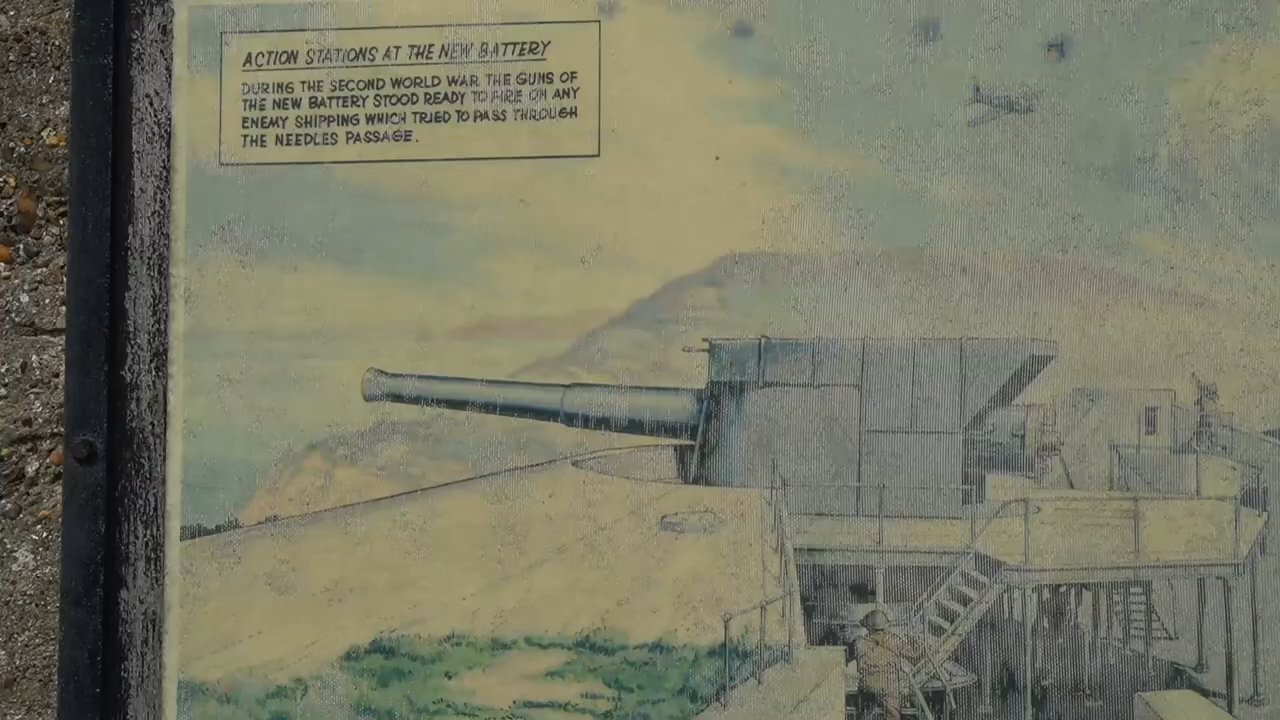 ACTION STATIONS AT THE NEW BATTERY
DURING THE SECOND WORLD WAR THE GUNS OF
THE NEW BATTERY STOOD READY TO FIRE ON ANY
ENEMY SHIPPING WHICH TRIED TO PASS THROUGH
THE NEEDLES PASSAGE.